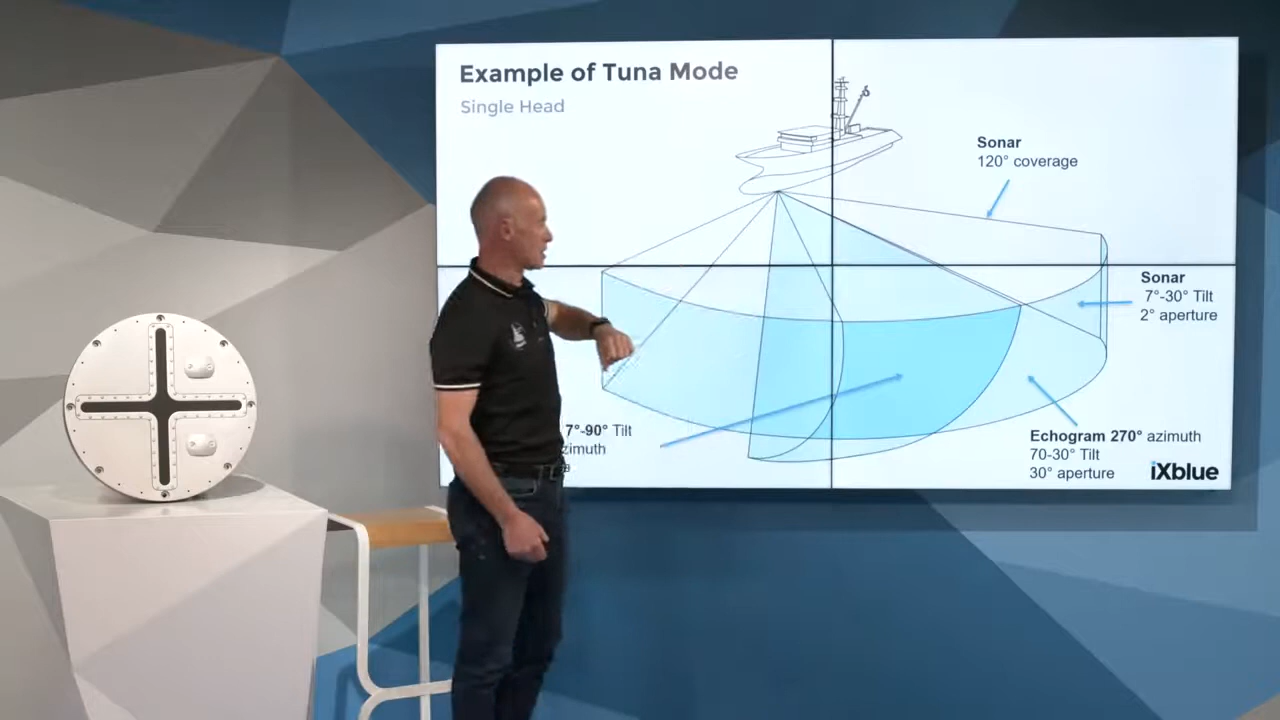 Example of Tuna Mode
Single Head
Sonar
120° coverage
Sonar
7°-30° Tilt
2° aperture
7°-90° Tilt
zimuth
Echogram 270° azimuth
70-30° Tilt
30° aperture
iXblue